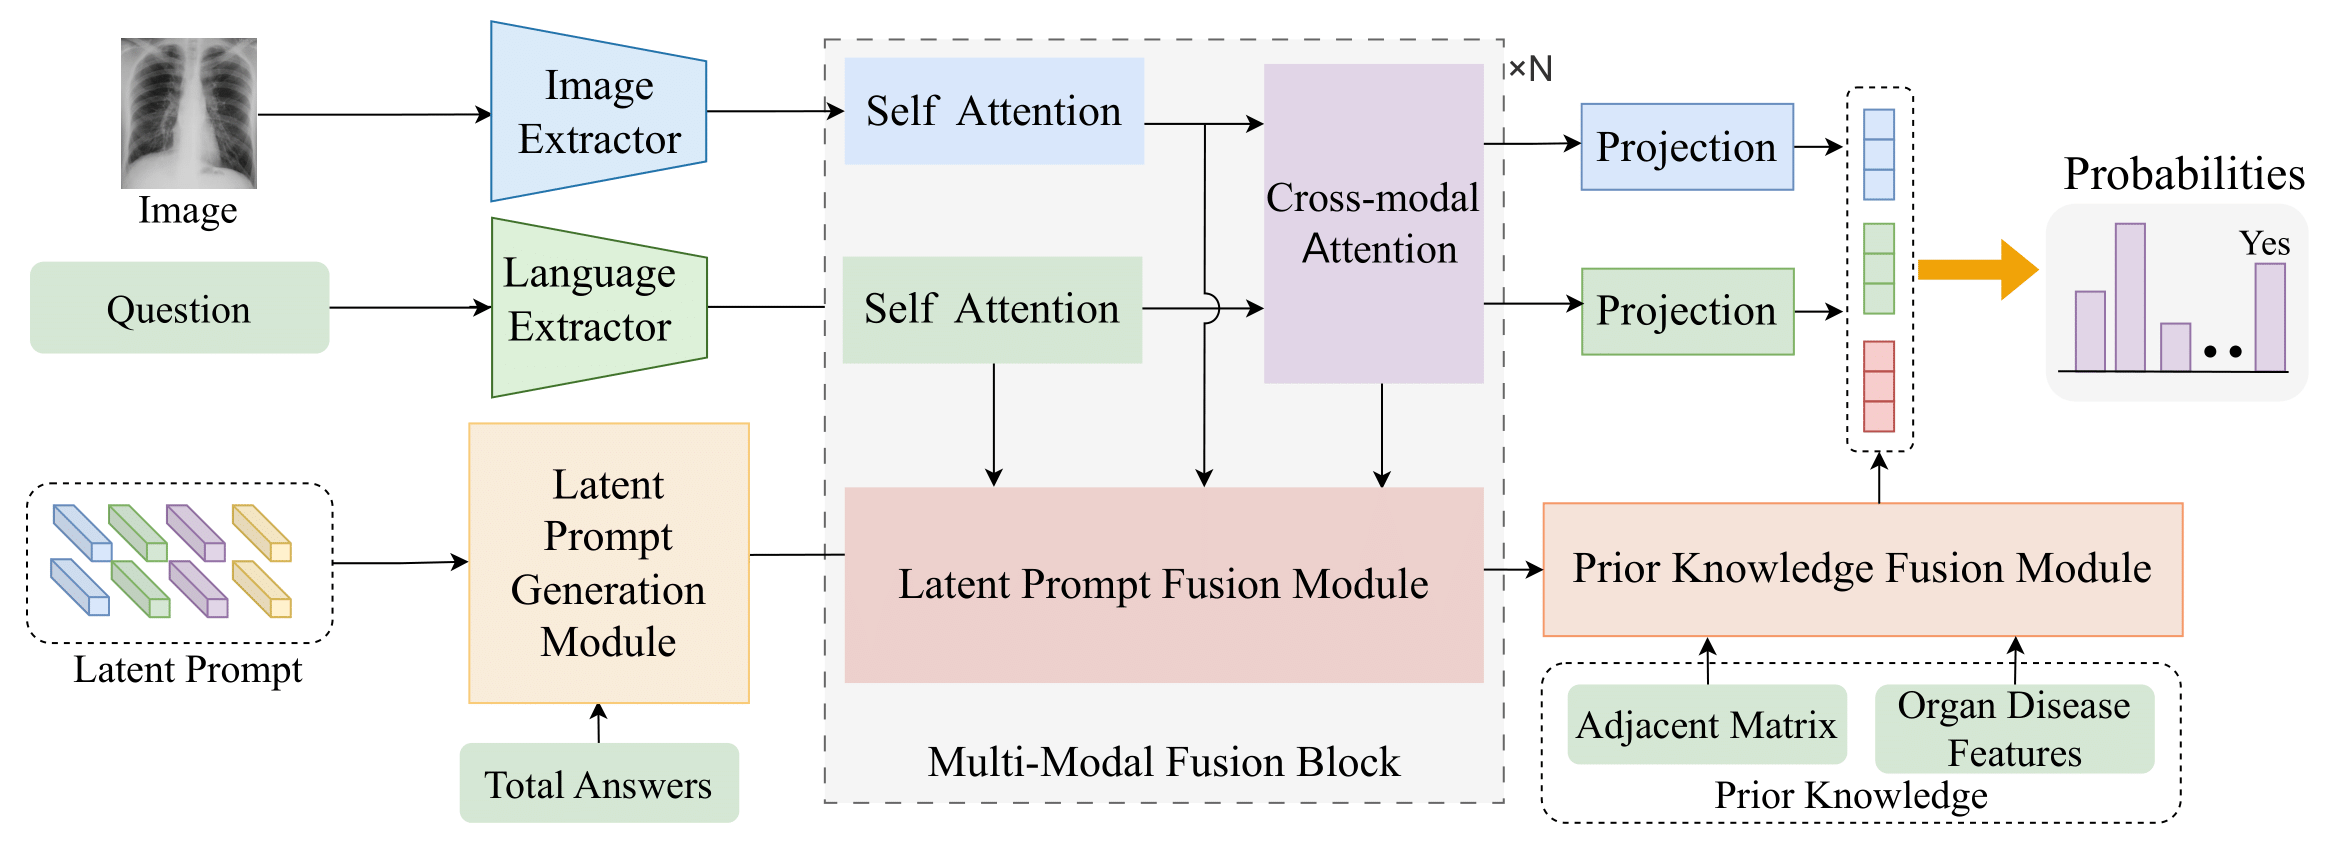 Image
Image
Extractor
Question
Language
Extractor
Latent Prompt
Latent
Prompt
Generation
Module
Total Answers
Self Attention
Self Attention
Cross-modal
Attention
×N
Latent Prompt Fusion Module
Multi-Modal Fusion Block
Projection
Projection
Probabilities
Yes
Prior Knowledge Fusion Module
Adjacent Matrix
Organ Disease
Features
Prior Knowledge